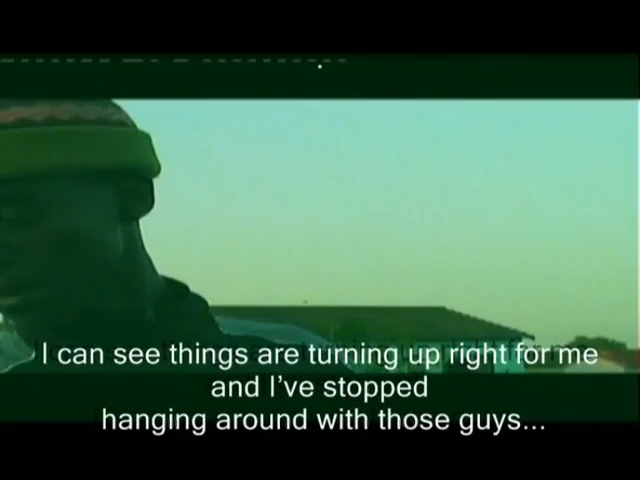 I can see things are turning up right for me
and I've stopped
hanging around with those guys...